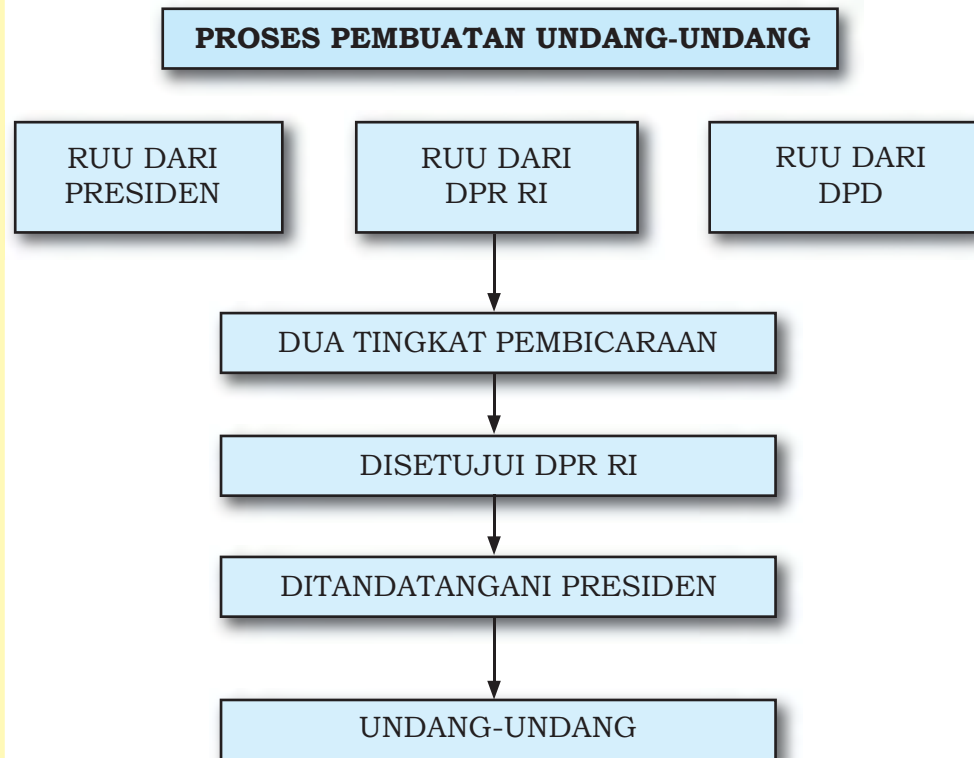 PROSES PEMBUATAN UNDANG-UNDANG
RUU DARI
PRESIDEN
RUU DARI
DPR RI
RUU DARI
DPD
DUA TINGKAT PEMBICARAAN
DISETUJUI DPR RI
DITANDATANGANI PRESIDEN
UNDANG-UNDANG